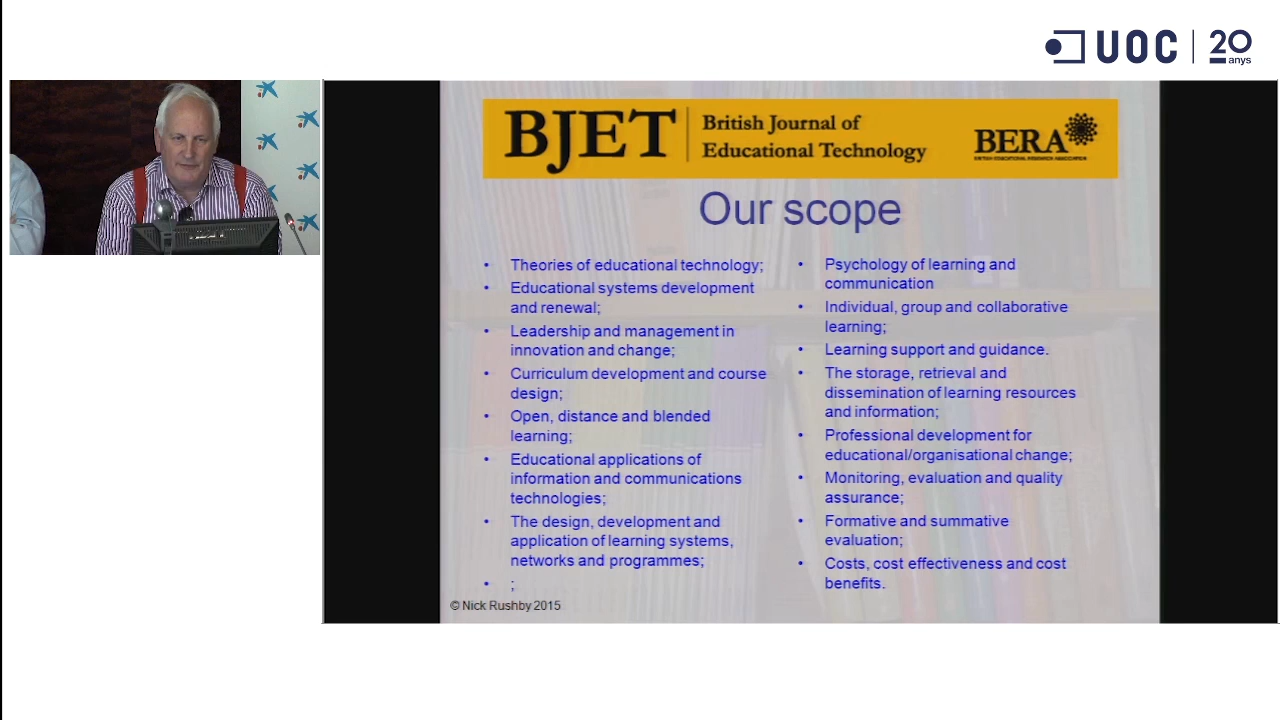 UOC
20
anys
BJET
British Journal of
Educational Technology
BERA
BRITISH EDUCATIONAL RESEARCH ASSOCIATION
Our scope
• Theories of educational technology;
• Educational systems development
and renewal;
• Leadership and management in
innovation and change;
• Curriculum development and course
design;
• Open, distance and blended
learning;
• Educational applications of
information and communications
technologies;
• The design, development and
application of learning systems,
networks and programmes;
• ;
• Psychology of learning and
communication
• Individual, group and collaborative
learning;
• Learning support and guidance.
• The storage, retrieval and
dissemination of learning resources
and information;
• Professional development for
educational/organisational change;
• Monitoring, evaluation and quality
assurance;
• Formative and summative
evaluation;
• Costs, cost effectiveness and cost
benefits.
© Nick Rushby 2015